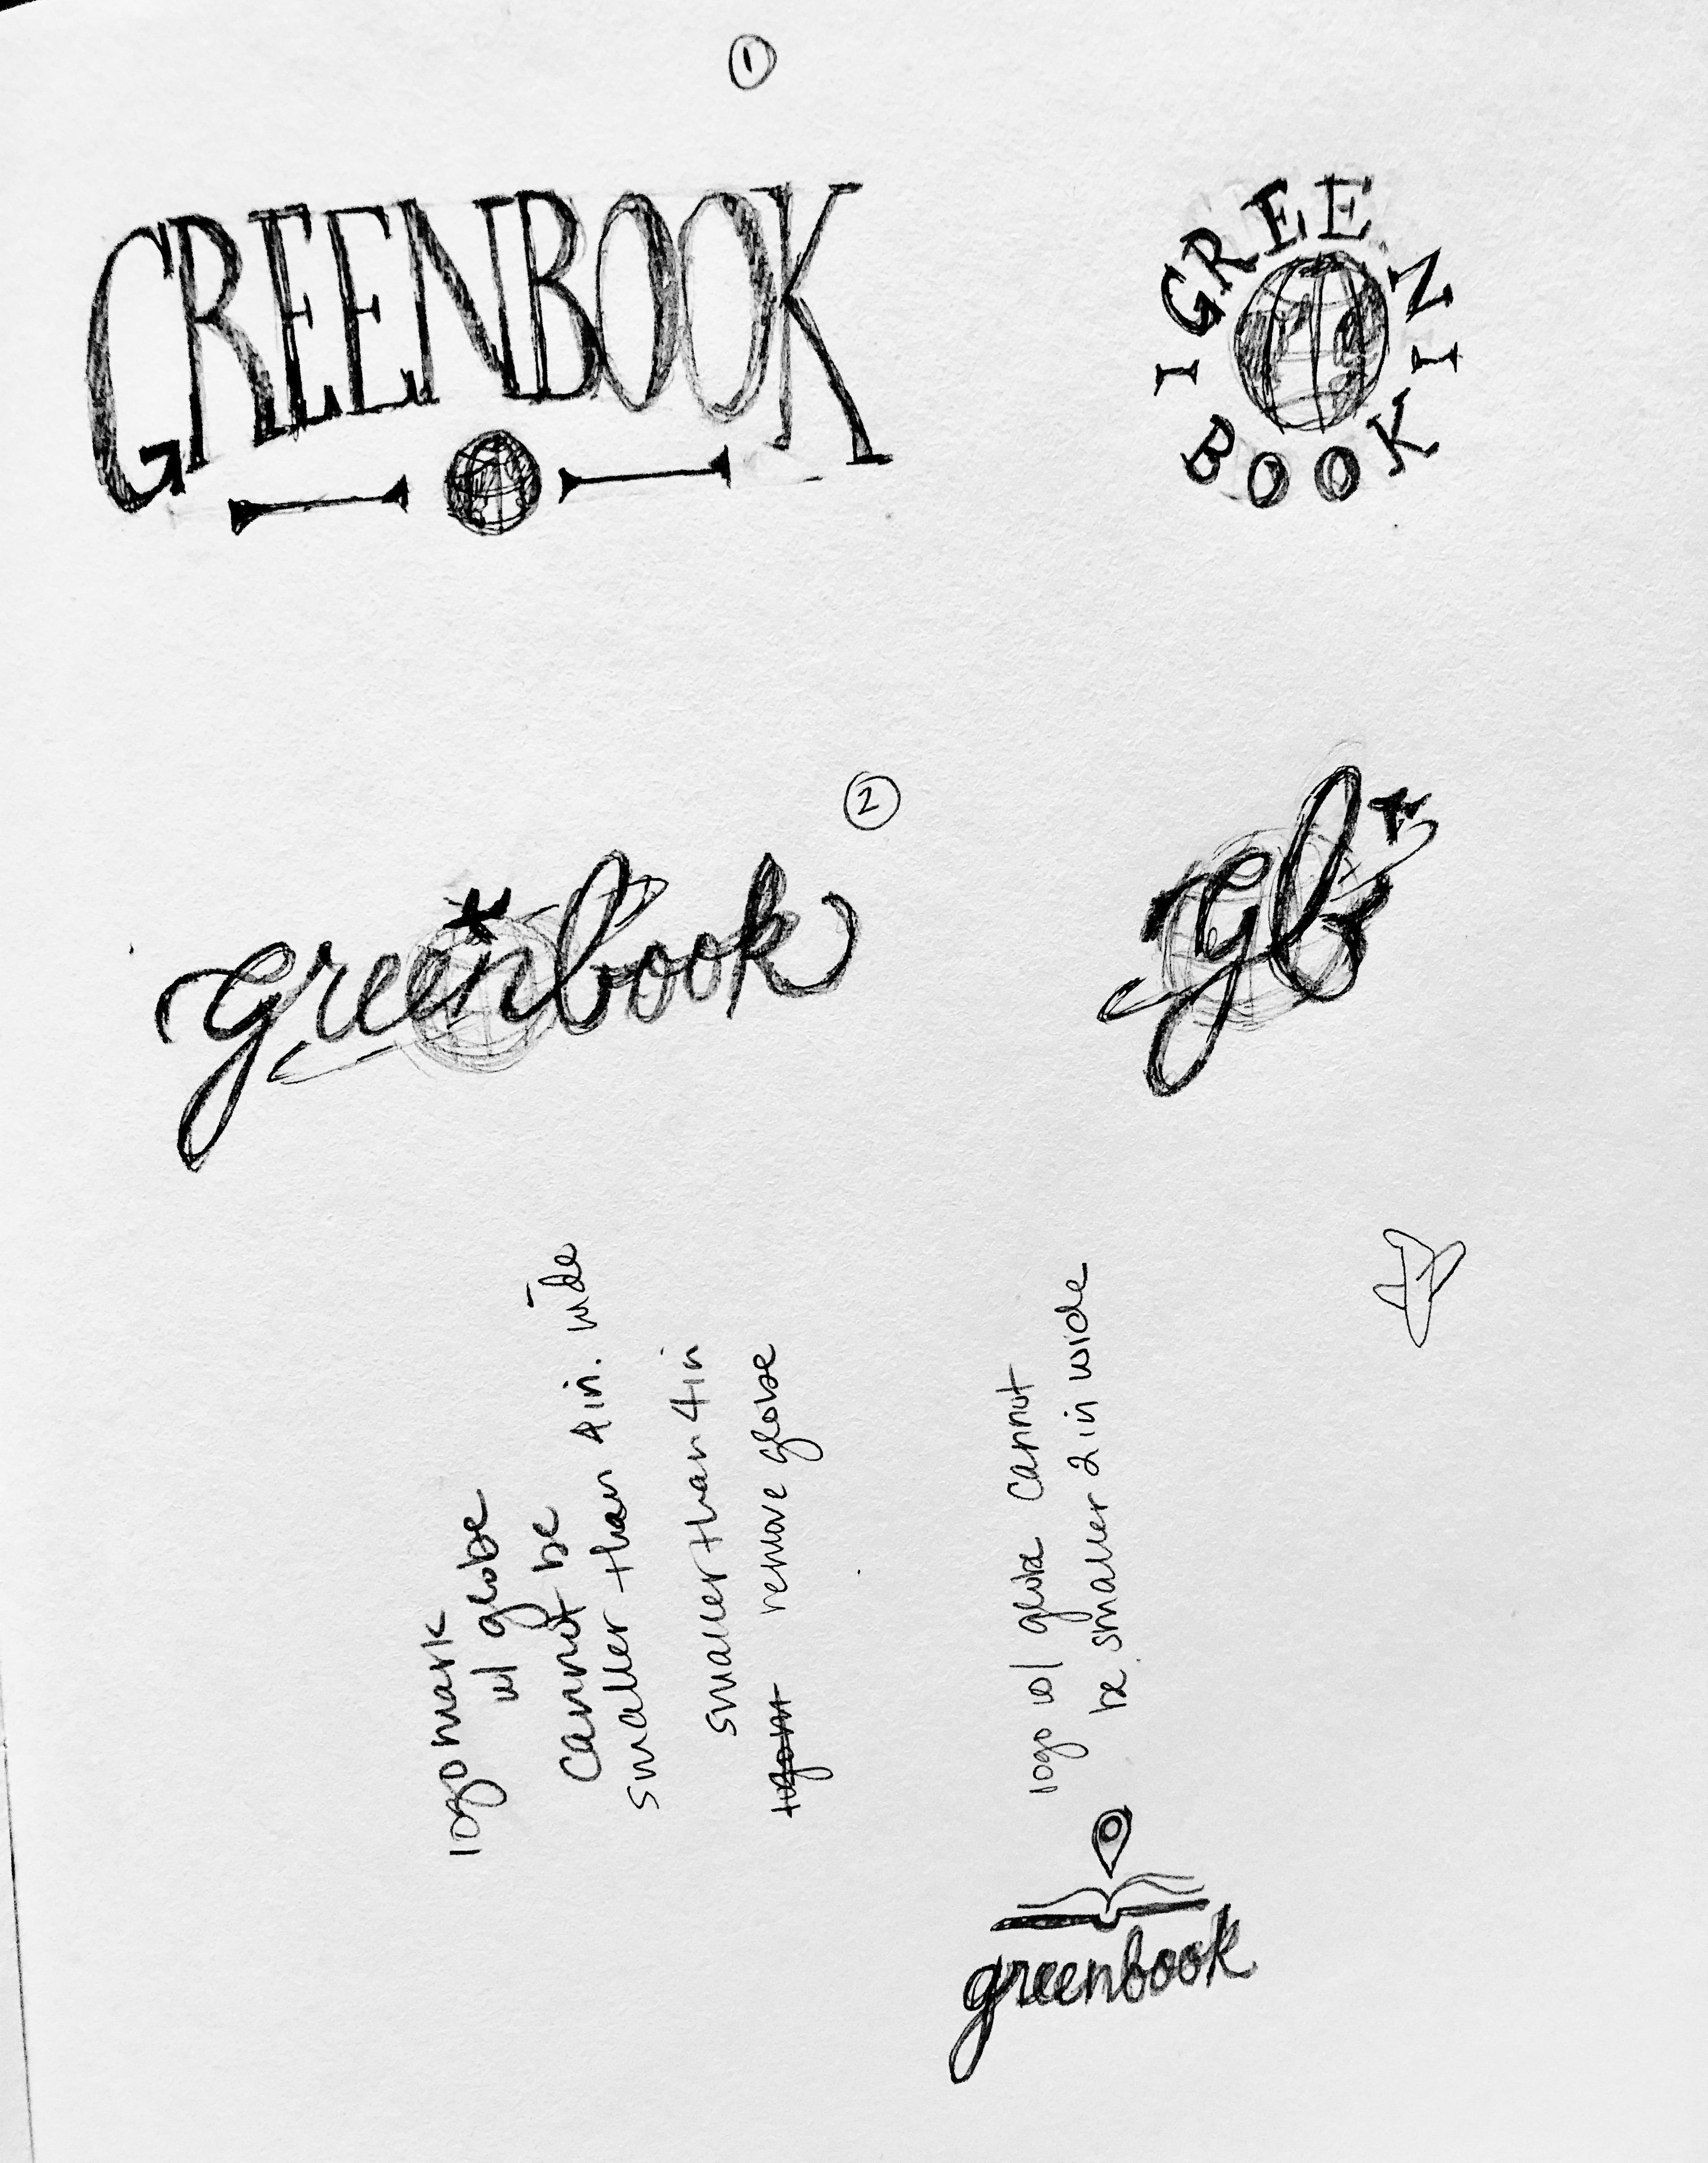 1
GREENBOOK
I GREEN I
BOOK
2
greenbook
gb
logo mark
w/ globe
cannot be
smaller than 4 in. wide
smaller than 4 in
remove globe
logo w/ globe cannot
be smaller 2 in wide
greenbook